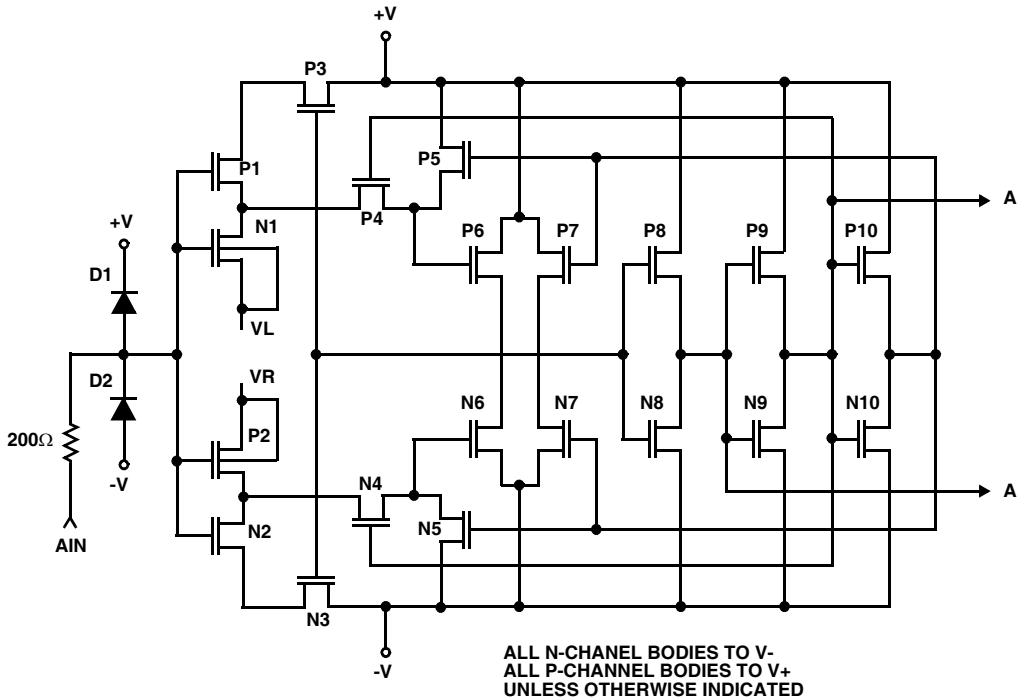 +V
P3
P1
P5
A
P4
N1
P6
P7
P8
P9
P10
+V
D1
VL
D2
VR
200Ω
P2
N6
N7
N8
N9
N10
-V
N4
A
N2
N5
AIN
N3
-V
ALL N-CHANEL BODIES TO V-
ALL P-CHANNEL BODIES TO V+
UNLESS OTHERWISE INDICATED